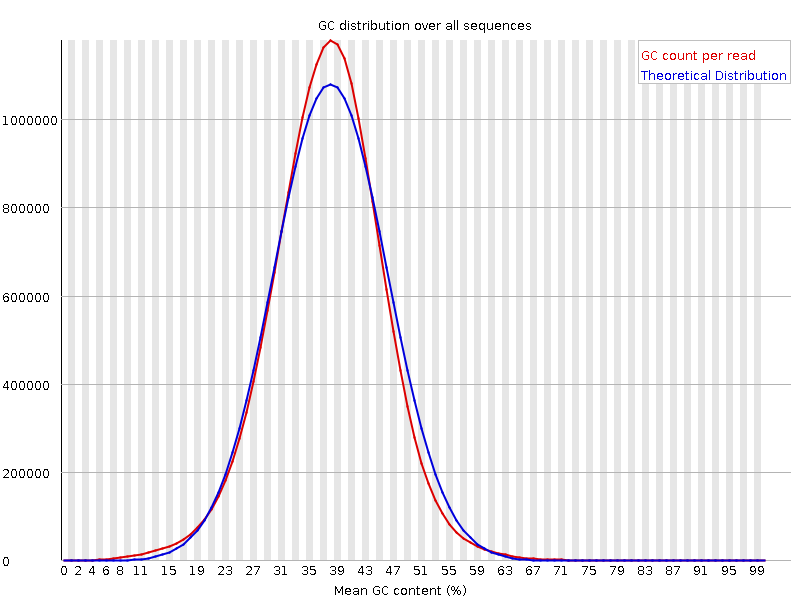 GC distribution over all sequences
GC count per read
Theoretical Distribution
1000000
800000
600000
400000
200000
0
0 2 4 6 8 11 15 19 23 27 31 35 39 43 47 51 55 59 63 67 71 75 79 83 87 91 95 99
Mean GC content (%)